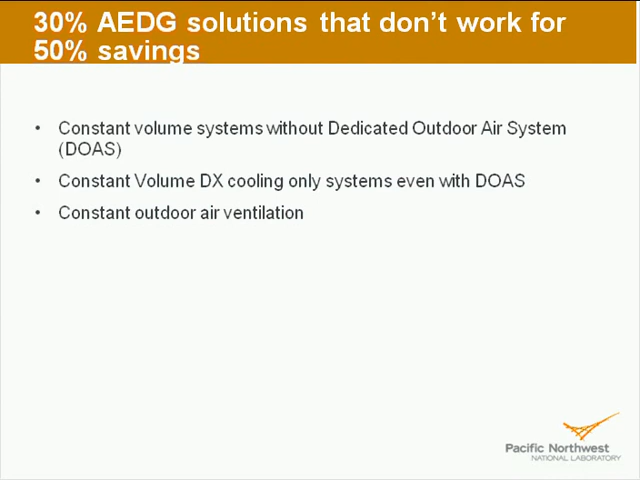 30% AEDG solutions that don't work for
50% savings
• Constant volume systems without Dedicated Outdoor Air System
(DOAS)
• Constant Volume DX cooling only systems even with DOAS
• Constant outdoor air ventilation
Pacific Northwest
NATIONAL LABORATORY